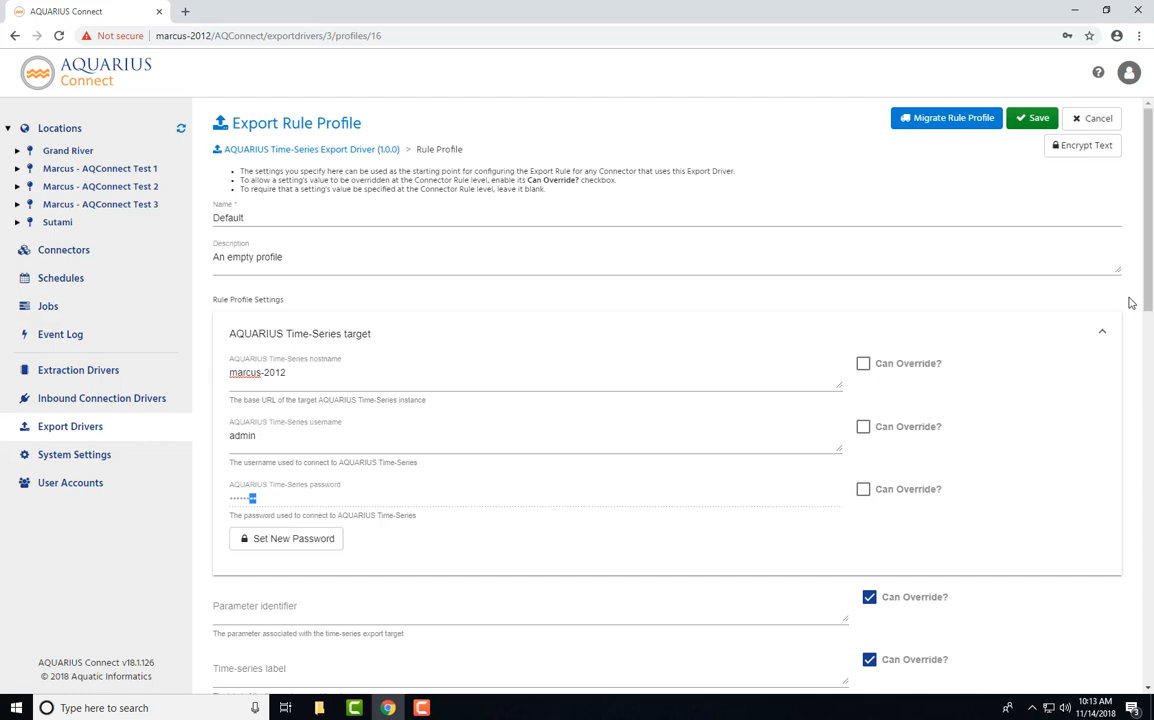 AQUARIUS Connect
Not secure
marcus-2012/AQConnect/exportdrivers/3/profiles/16
AQUARIUS
Connect
Locations
Grand River
Marcus - AQConnect Test 1
Marcus - AQConnect Test 2
Marcus - AQConnect Test 3
Sutami
Connectors
Schedules
Jobs
Event Log
Extraction Drivers
Inbound Connection Drivers
Export Drivers
System Settings
User Accounts
AQUARIUS Connect v18.1.126
© 2018 Aquatic Informatics
Export Rule Profile
Migrate Rule Profile
Save
Cancel
Encrypt Text
AQUARIUS Time-Series Export Driver (1.0.0) > Rule Profile
The settings you specify here can be used as the starting point for configuring the Export Rule for any Connector that uses this Export Driver.
To allow a setting's value to be overridden at the Connector Rule level, enable its Can Override? checkbox.
To require that a setting's value be specified at the Connector Rule level, leave it blank.
Name *
Default
Description
An empty profile
Rule Profile Settings
AQUARIUS Time-Series target
AQUARIUS Time-Series hostname
marcus-2012
Can Override?
The base URL of the target AQUARIUS Time-Series instance
AQUARIUS Time-Series username
admin
Can Override?
The username used to connect to AQUARIUS Time-Series
AQUARIUS Time-Series password
Can Override?
The password used to connect to AQUARIUS Time-Series
Set New Password
Parameter identifier
Can Override?
The parameter associated with the time-series export target
Time-series label
Can Override?
Type here to search
10:13 AM
11/14/2018
3